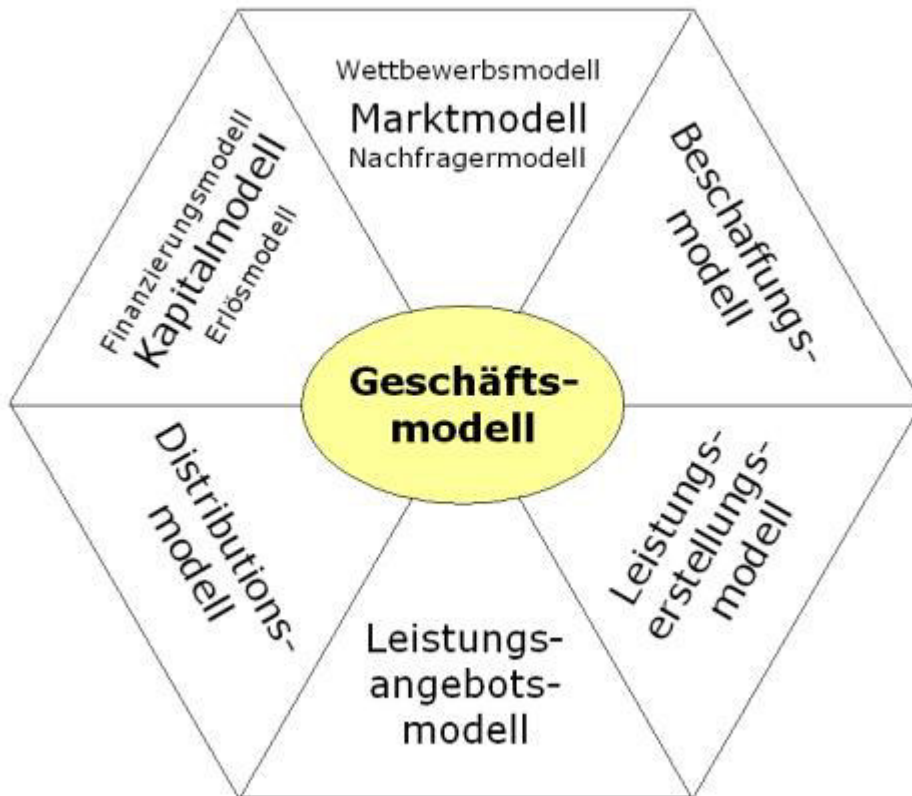 Wettbewerbsmodell
Marktmodell
Nachfragermodell
Beschaffungs-
modell
Leistungs-
erstellungs-
modell
Leistungs-
angebots-
modell
Distributions-
modell
Finanzierungsmodell
Kapitalmodell
Erlösmodell
Geschäfts-
modell